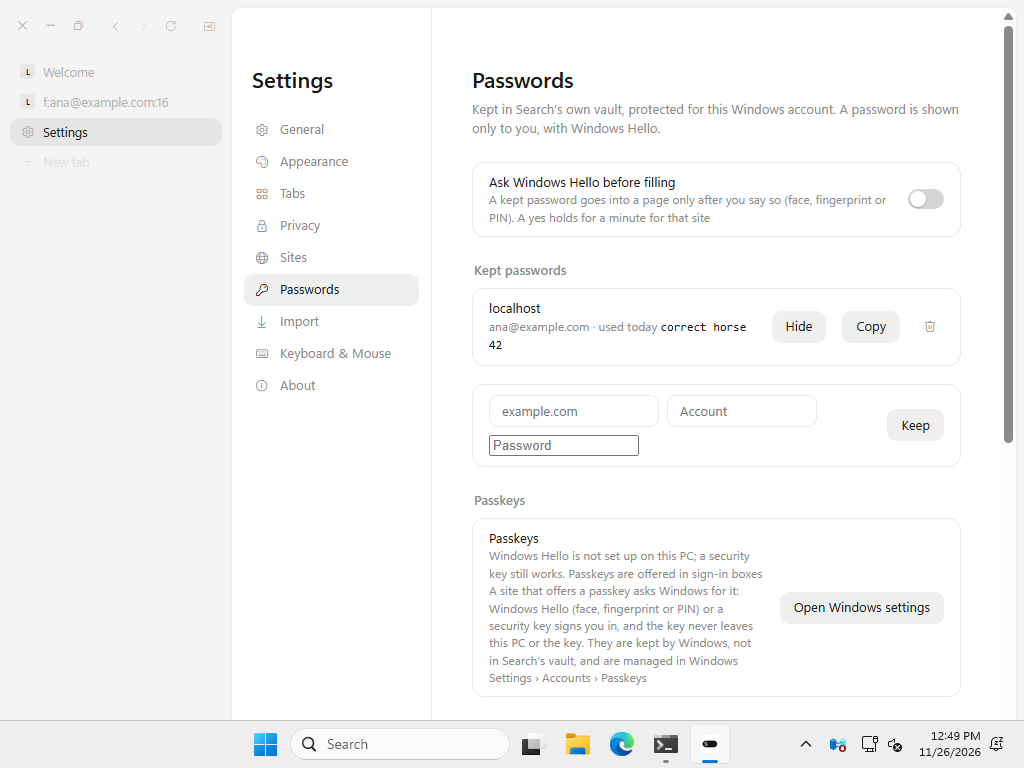 L Welcome
L f:ana@example.com:16
Settings
New tab
Settings
General
Appearance
Tabs
Privacy
Sites
Passwords
Import
Keyboard & Mouse
About
Passwords
Kept in Search's own vault, protected for this Windows account. A password is shown
only to you, with Windows Hello.
Ask Windows Hello before filling
A kept password goes into a page only after you say so (face, fingerprint or
PIN). A yes holds for a minute for that site
Kept passwords
localhost
ana@example.com · used today correct horse
42
Hide
Copy
example.com
Account
Password
Keep
Passkeys
Passkeys
Windows Hello is not set up on this PC; a security
key still works. Passkeys are offered in sign-in boxes
A site that offers a passkey asks Windows for it:
Windows Hello (face, fingerprint or PIN) or a
security key signs you in, and the key never leaves
this PC or the key. They are kept by Windows, not
in Search's vault, and are managed in Windows
Settings › Accounts › Passkeys
Open Windows settings
Search
12:49 PM
11/26/2026